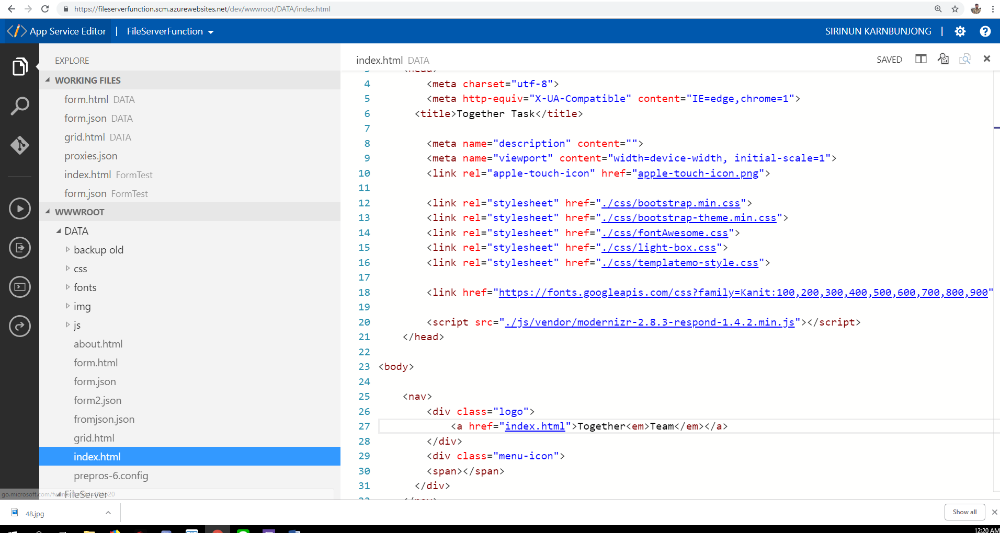 https://fileserverfunction.scm.azurewebsites.net/dev/wwwroot/DATA/index.html
App Service Editor | FileServerFunction
SIRINUN KARNBUNJONG |
EXPLORE
WORKING FILES
form.html DATA
form.json DATA
grid.html DATA
proxies.json
index.html FormTest
form.json FormTest
WWWROOT
DATA
backup old
css
fonts
img
js
about.html
form.html
form.json
form2.json
fromjson.json
grid.html
index.html
prepros-6.config
FileServer
index.html DATA
SAVED
3 <head>
4 <meta charset="utf-8">
5 <meta http-equiv="X-UA-Compatible" content="IE=edge,chrome=1">
6 <title>Together Task</title>
7
8 <meta name="description" content="">
9 <meta name="viewport" content="width=device-width, initial-scale=1">
10 <link rel="apple-touch-icon" href="apple-touch-icon.png">
11
12 <link rel="stylesheet" href="./css/bootstrap.min.css">
13 <link rel="stylesheet" href="./css/bootstrap-theme.min.css">
14 <link rel="stylesheet" href="./css/fontAwesome.css">
15 <link rel="stylesheet" href="./css/light-box.css">
16 <link rel="stylesheet" href="./css/templatemo-style.css">
17
18 <link href="https://fonts.googleapis.com/css?family=Kanit:100,200,300,400,500,600,700,800,900"
19
20 <script src="./js/vendor/modernizr-2.8.3-respond-1.4.2.min.js"></script>
21 </head>
22
23 <body>
24
25 <nav>
26 <div class="logo">
27 <a href="index.html">Together<em>Team</em></a>
28 </div>
29 <div class="menu-icon">
30 <span></span>
31 </div>
32 </nav>
go.microsoft.com
48.jpg
Show all
12:20 AM